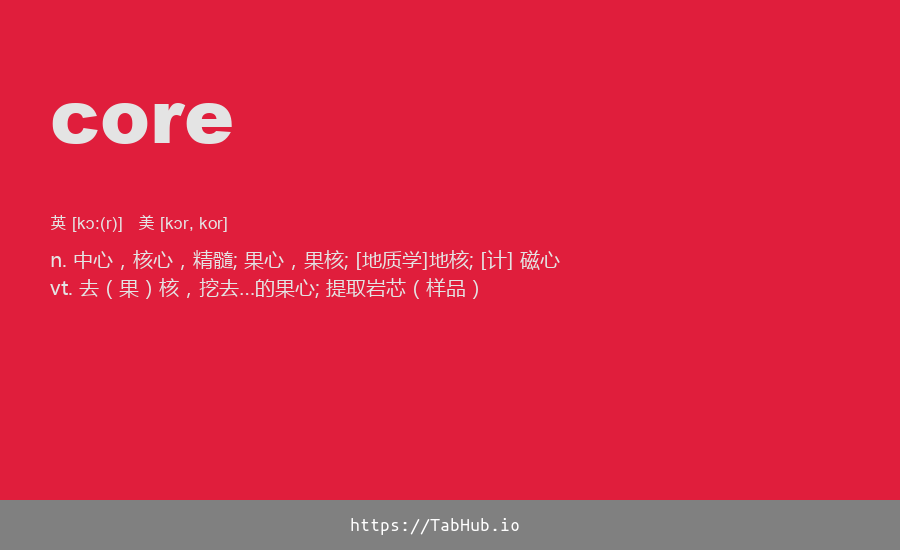 core
英 [kɔ:(r)] 美 [kɔr, kor]
n. 中心，核心，精髓; 果心，果核; [地质学]地核; [计] 磁心
vt. 去（果）核，挖去…的果心; 提取岩芯（样品）
https://TabHub.io